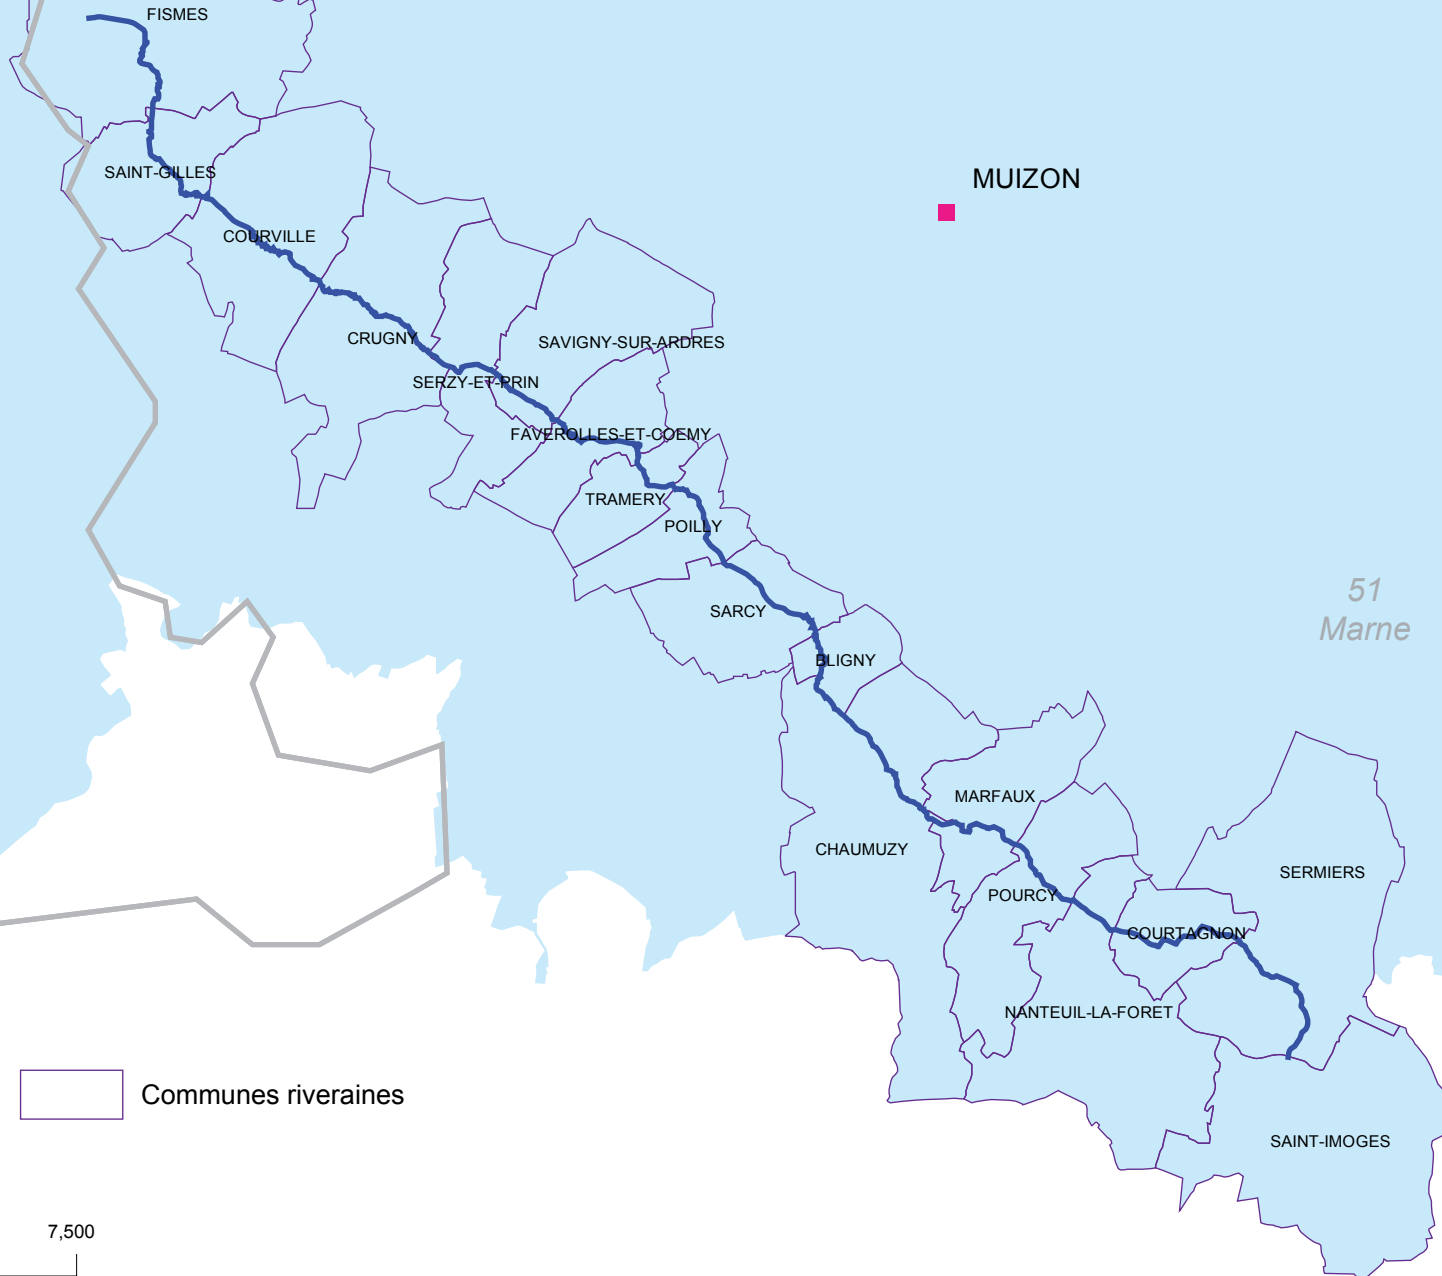 FISMES
SAINT-GILLES
MUIZON
COURVILLE
CRUGNY
SAVIGNY-SUR-ARDRES
SERZY-ET-PRIN
FAVEROLLES-ET-COEMY
TRAMERY
POILLY
51
Marne
SARCY
BLIGNY
MARFAUX
CHAUMUZY
SERMIERS
POURCY
COURTAGNON
NANTEUIL-LA-FORET
Communes riveraines
SAINT-IMOGES
7,500